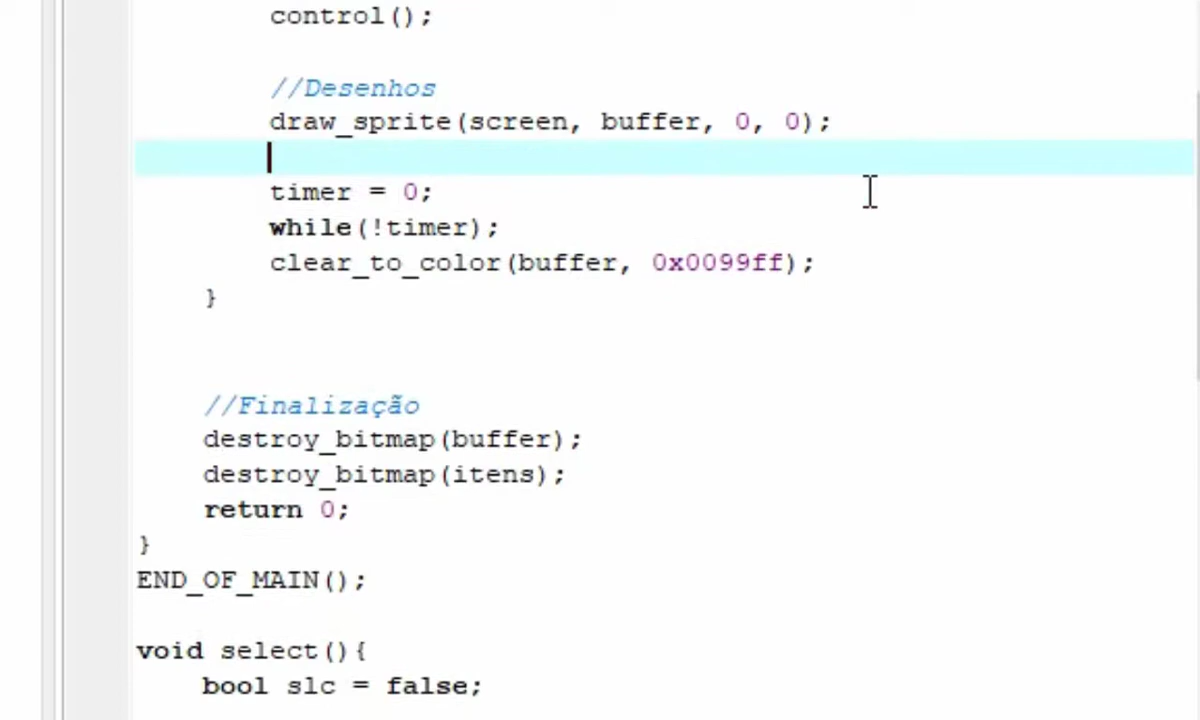 control();
//Desenhos
draw_sprite(screen, buffer, 0, 0);
timer = 0;
while(!timer);
clear_to_color(buffer, 0x0099ff);
}
//Finalização
destroy_bitmap(buffer);
destroy_bitmap(itens);
return 0;
}
END_OF_MAIN();
void select(){
bool slc = false;